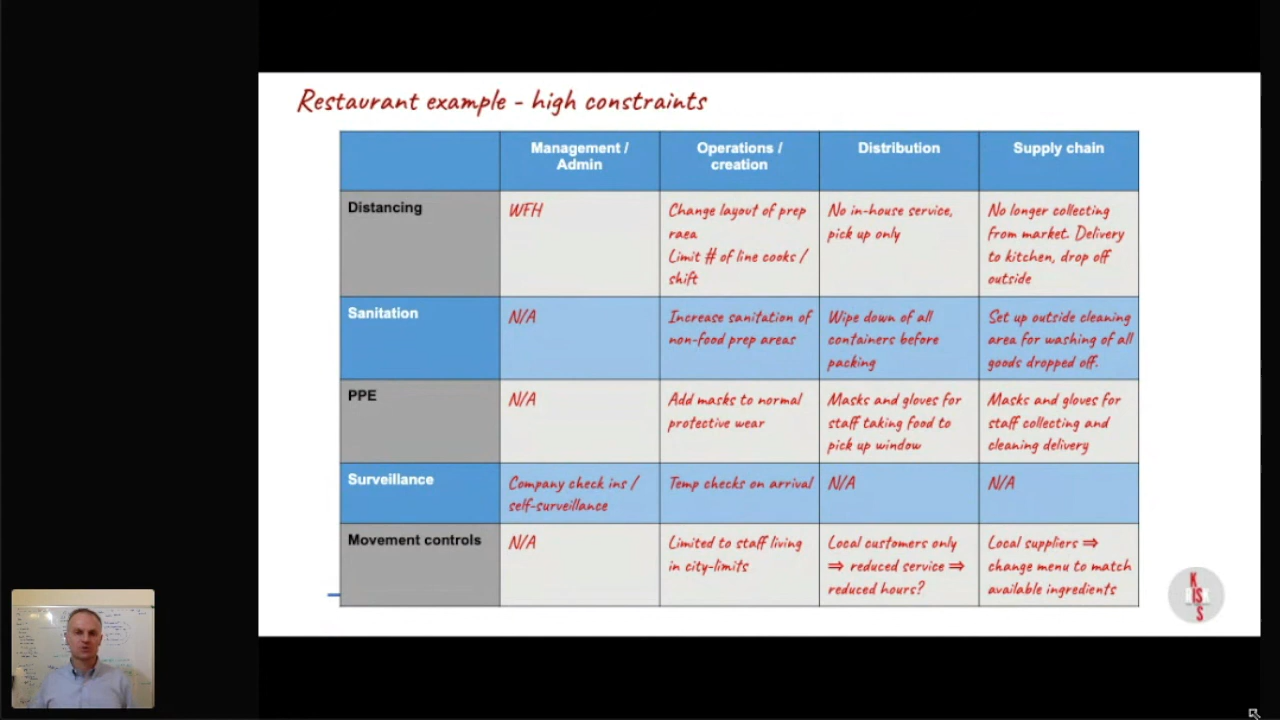 Restaurant example - high constraints
Management /
Admin
Operations /
creation
Distribution
Supply chain
Distancing
WFH
Change layout of prep
raea
Limit # of line cooks /
shift
No in-house service,
pick up only
No longer collecting
from market. Delivery
to kitchen, drop off
outside
Sanitation
N/A
Increase sanitation of
non-food prep areas
Wipe down of all
containers before
packing
Set up outside cleaning
area for washing of all
goods dropped off.
PPE
N/A
Add masks to normal
protective wear
Masks and gloves for
staff taking food to
pick up window
Masks and gloves for
staff collecting and
cleaning delivery
Surveillance
Company check ins /
self-surveillance
Temp checks on arrival
N/A
N/A
Movement controls
N/A
Limited to staff living
in city-limits
Local customers only
⇒ reduced service ⇒
reduced hours?
Local suppliers ⇒
change menu to match
available ingredients
K
IS
S